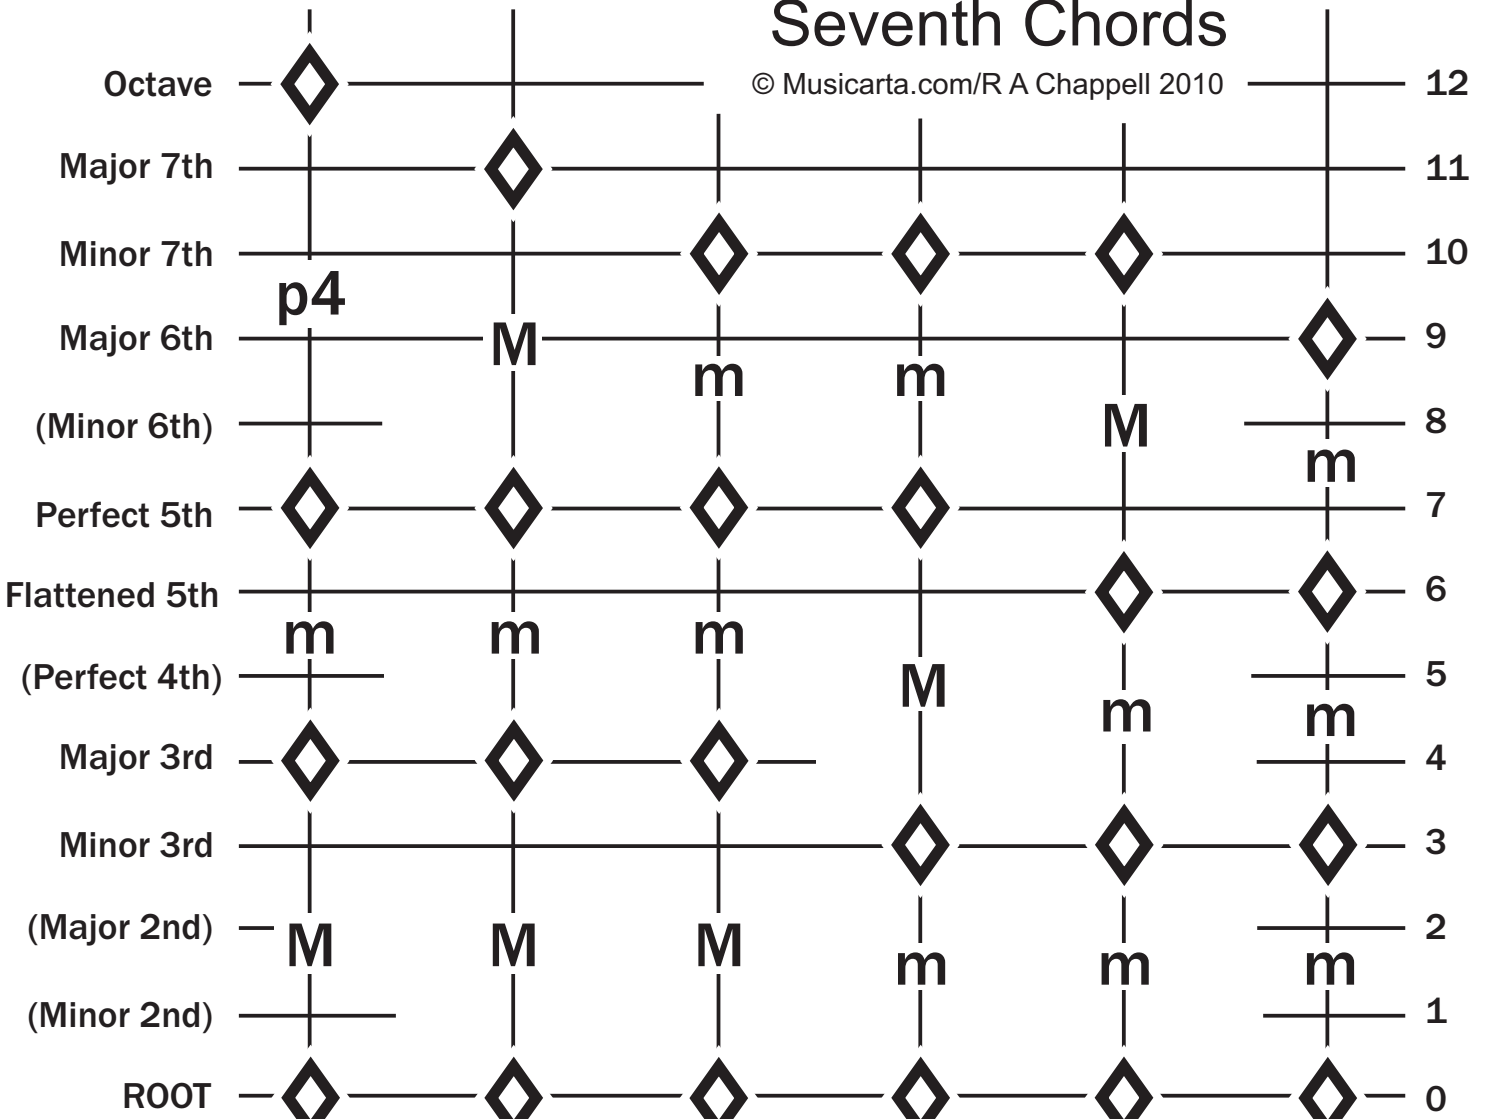 Seventh Chords
© Musicarta.com/R A Chappell 2010
Octave 12
Major 7th 11
Minor 7th 10
p4
Major 6th 9
M
m m
(Minor 6th) M 8
m
Perfect 5th 7
Flattened 5th 6
m m m
(Perfect 4th) 5
M
m m
Major 3rd 4
Minor 3rd 3
(Major 2nd) 2
M M M
m m m
(Minor 2nd) 1
ROOT 0